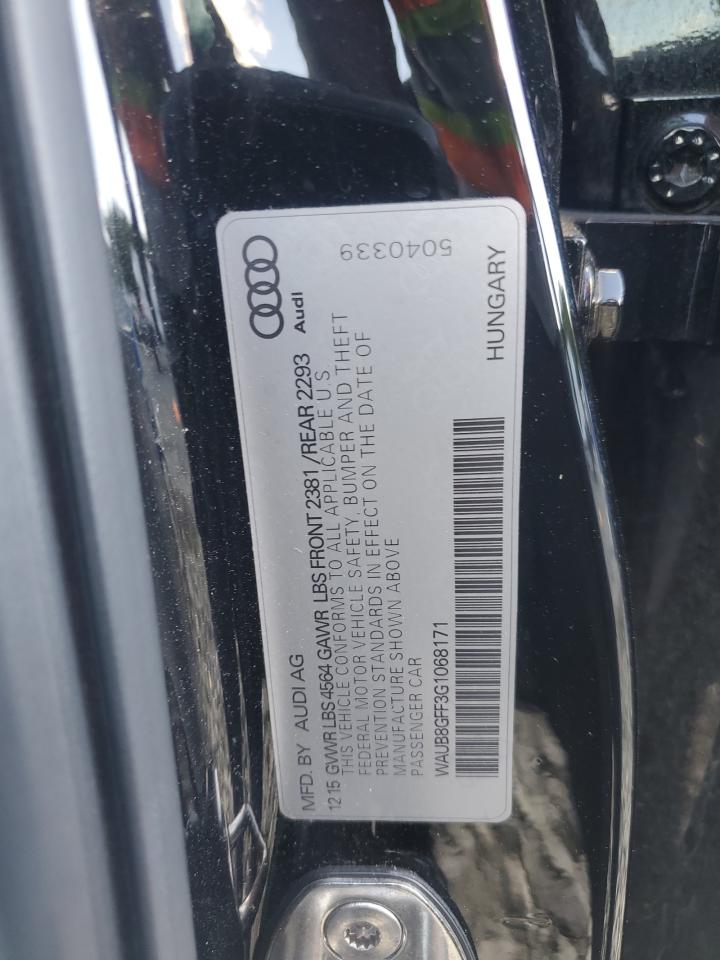 Audi
5040339
MFD. BY AUDI AG
1215 GVWR LBS 4564 GAWR LBS FRONT 2381 /REAR 2293
THIS VEHICLE CONFORMS TO ALL APPLICABLE U.S.
FEDERAL MOTOR VEHICLE SAFETY, BUMPER AND THEFT
PREVENTION STANDARDS IN EFFECT ON THE DATE OF
MANUFACTURE SHOWN ABOVE
PASSENGER CAR
WAUB8GFF3G1068171
HUNGARY